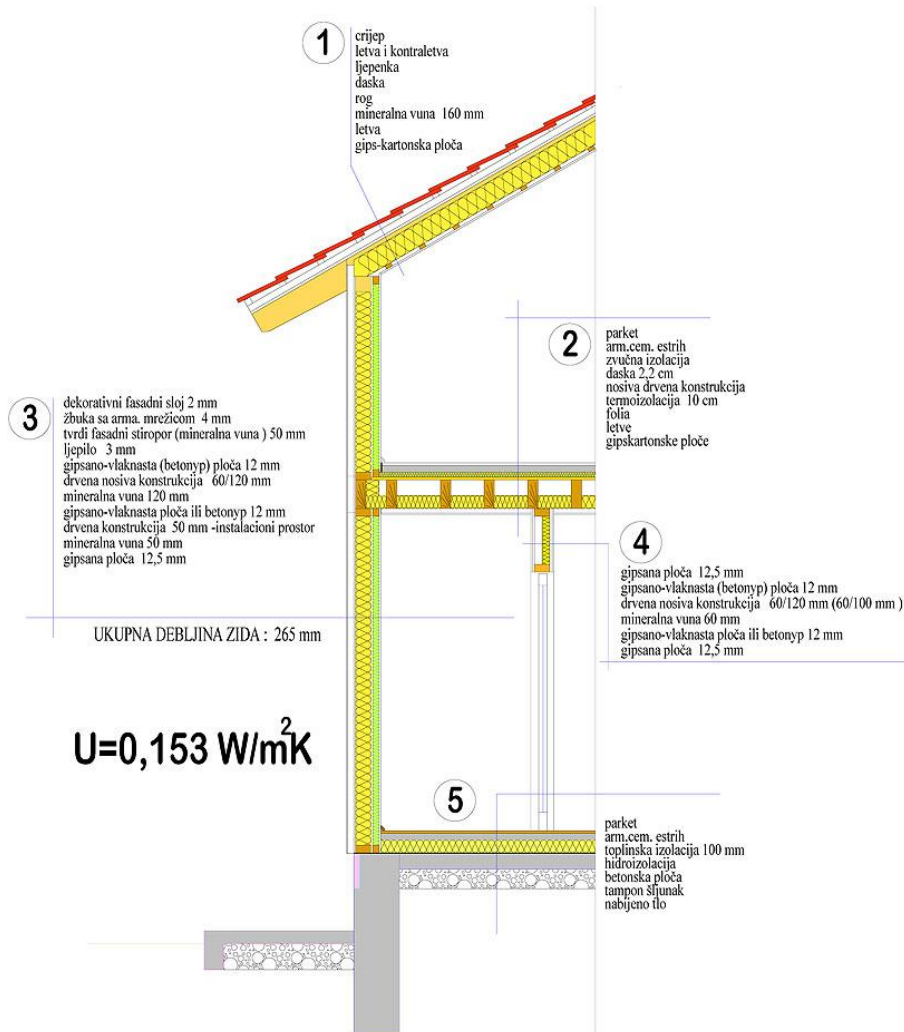 1
crijep
letva i kontraletva
ljepenka
daska
rog
mineralna vuna 160 mm
letva
gips-kartonska ploča
2
parket
arm.cem. estrih
zvučna izolacija
daska 2,2 cm
nosiva drvena konstrukcija
termoizolacija 10 cm
folia
letve
gipskartonske ploče
3
dekorativni fasadni sloj 2 mm
žbuka sa arma. mrežicom 4 mm
tvrdi fasadni stiropor (mineralna vuna ) 50 mm
ljepilo 3 mm
gipsano-vlaknasta (betonyp) ploča 12 mm
drvena nosiva konstrukcija 60/120 mm
mineralna vuna 120 mm
gipsano-vlaknasta ploča ili betonyp 12 mm
drvena konstrukcija 50 mm -instalacioni prostor
mineralna vuna 50 mm
gipsana ploča 12,5 mm
UKUPNA DEBLJINA ZIDA : 265 mm
4
gipsana ploča 12,5 mm
gipsano-vlaknasta (betonyp) ploča 12 mm
drvena nosiva konstrukcija 60/120 mm (60/100 mm )
mineralna vuna 60 mm
gipsano-vlaknasta ploča ili betonyp 12 mm
gipsana ploča 12,5 mm
U=0,153 W/m²K
5
parket
arm.cem. estrih
toplinska izolacija 100 mm
hidroizolacija
betonska ploča
tampon šljunak
nabijeno tlo